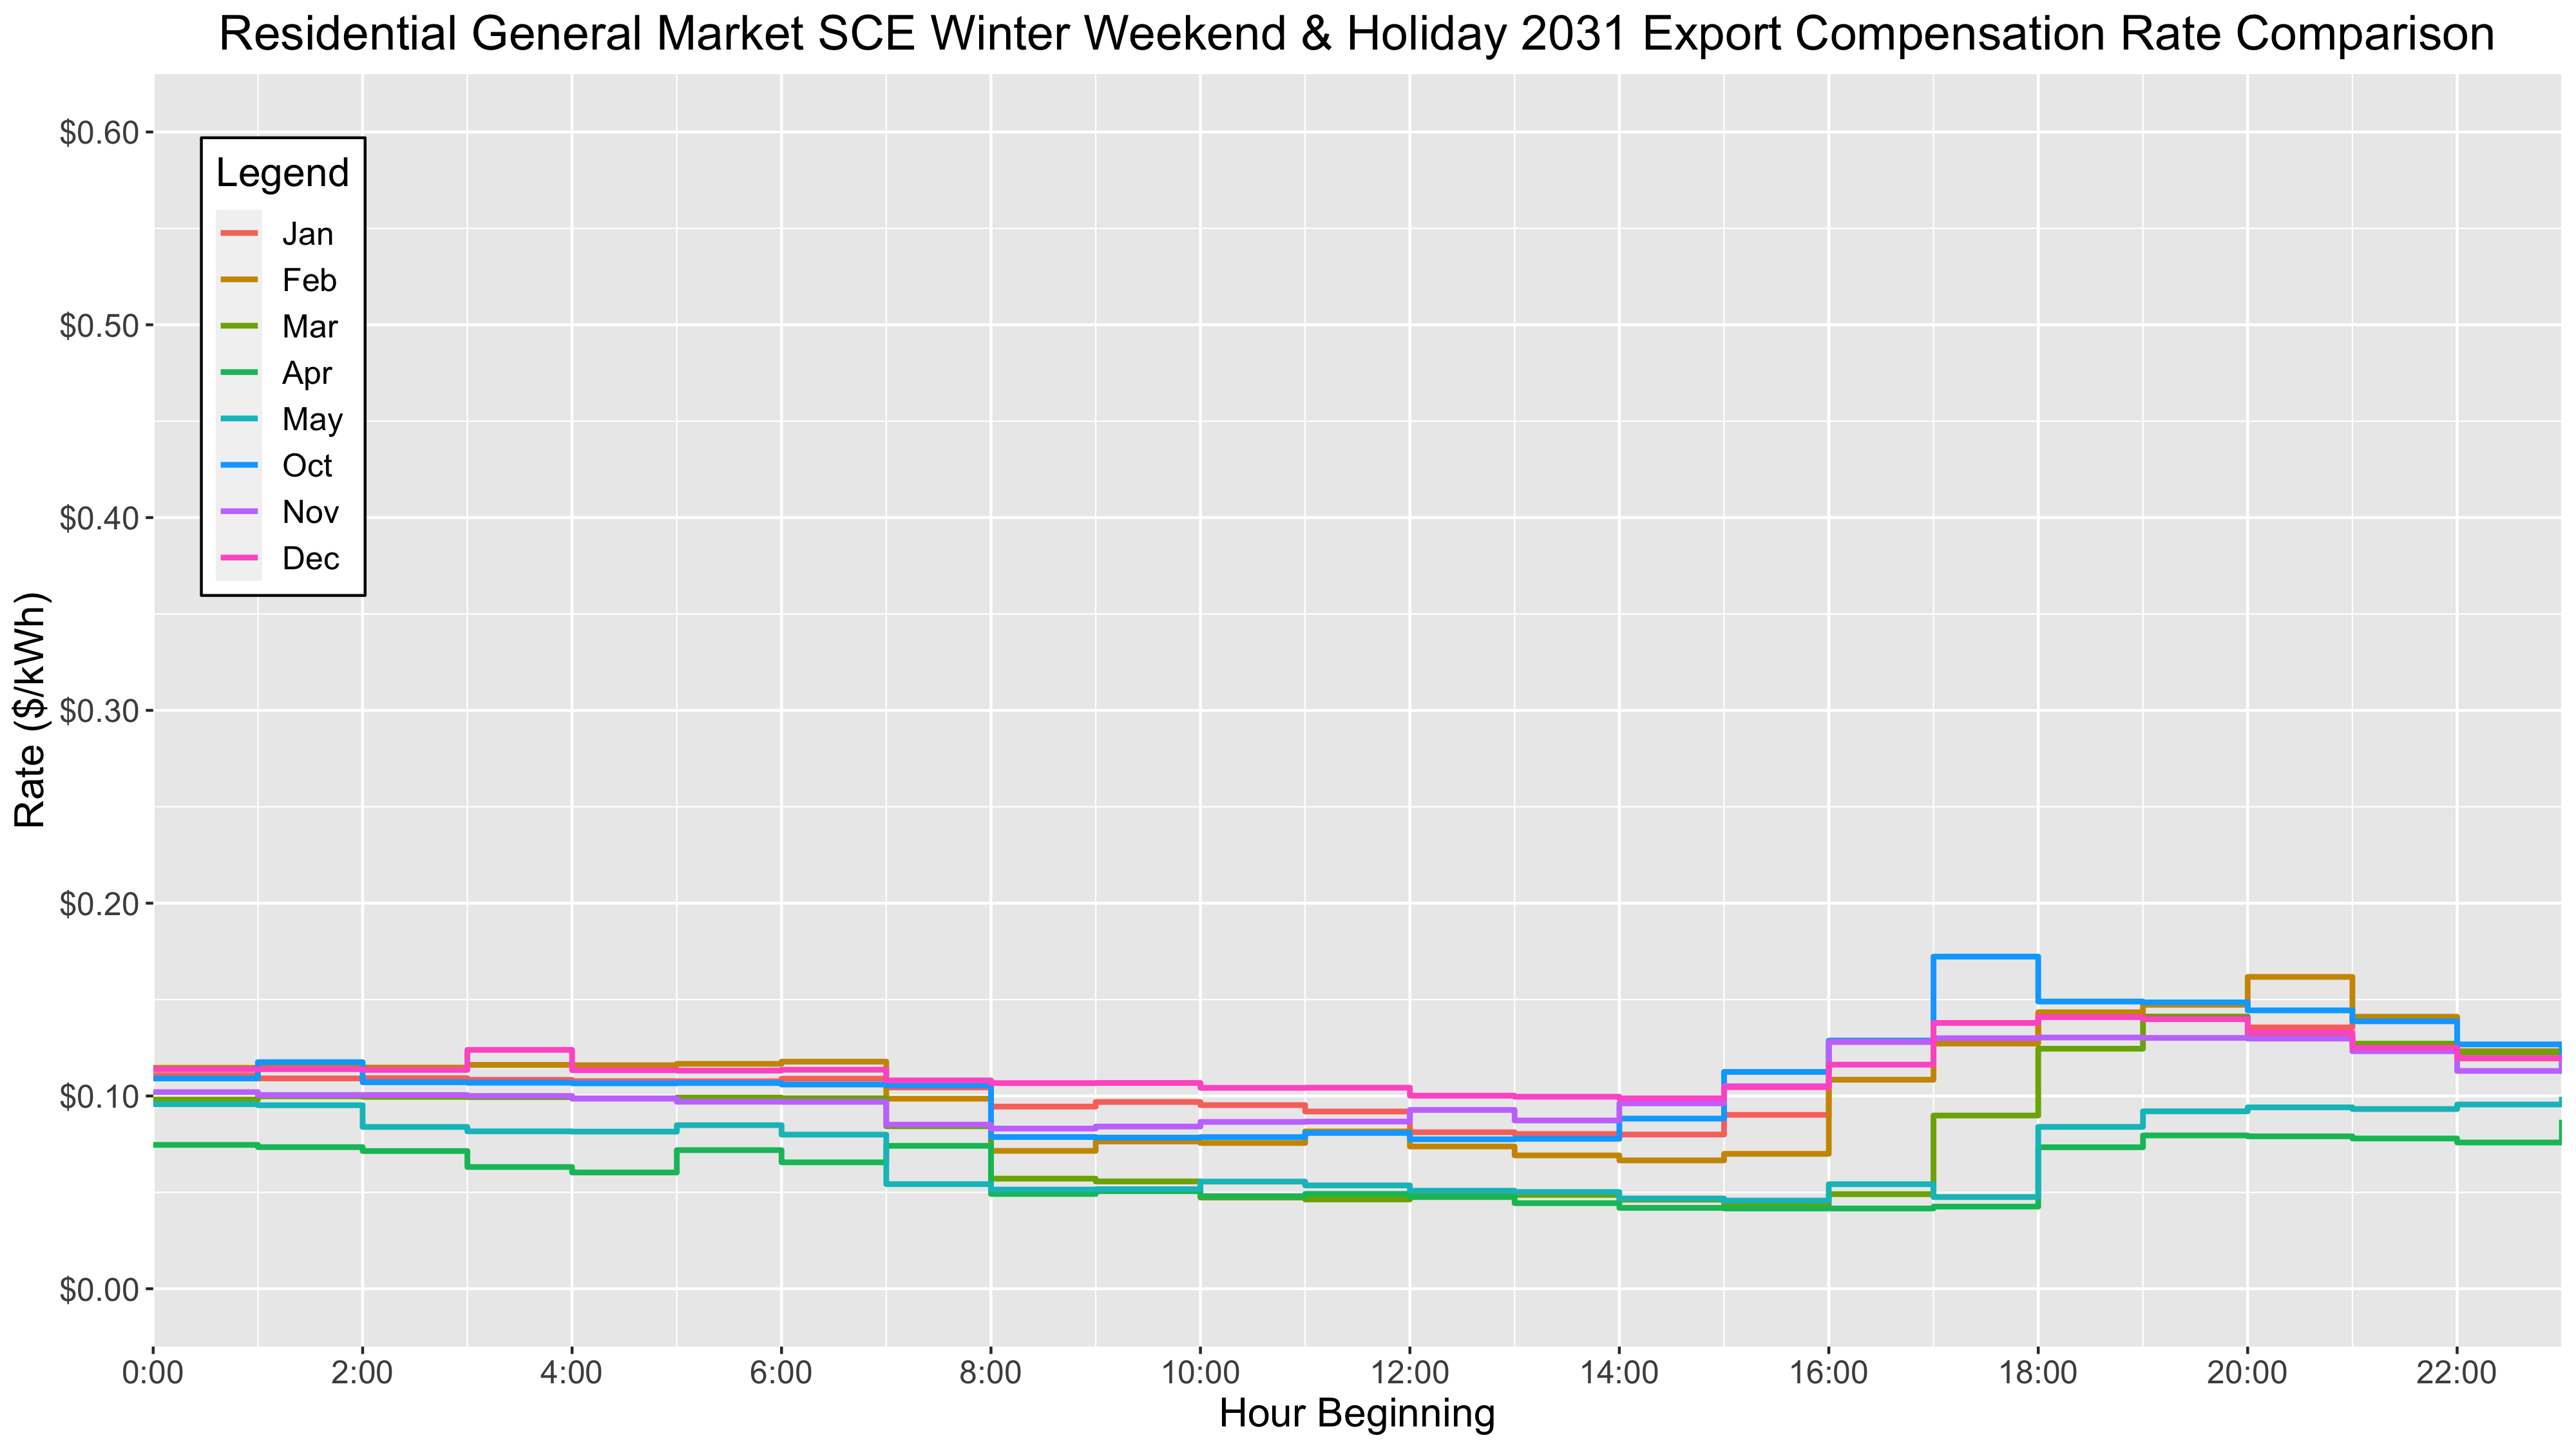 Residential General Market SCE Winter Weekend & Holiday 2031 Export Compensation Rate Comparison
Rate ($/kWh)
$0.60
$0.50
$0.40
$0.30
$0.20
$0.10
$0.00
Legend
Jan
Feb
Mar
Apr
May
Oct
Nov
Dec
0:00 2:00 4:00 6:00 8:00 10:00 12:00 14:00 16:00 18:00 20:00 22:00
Hour Beginning